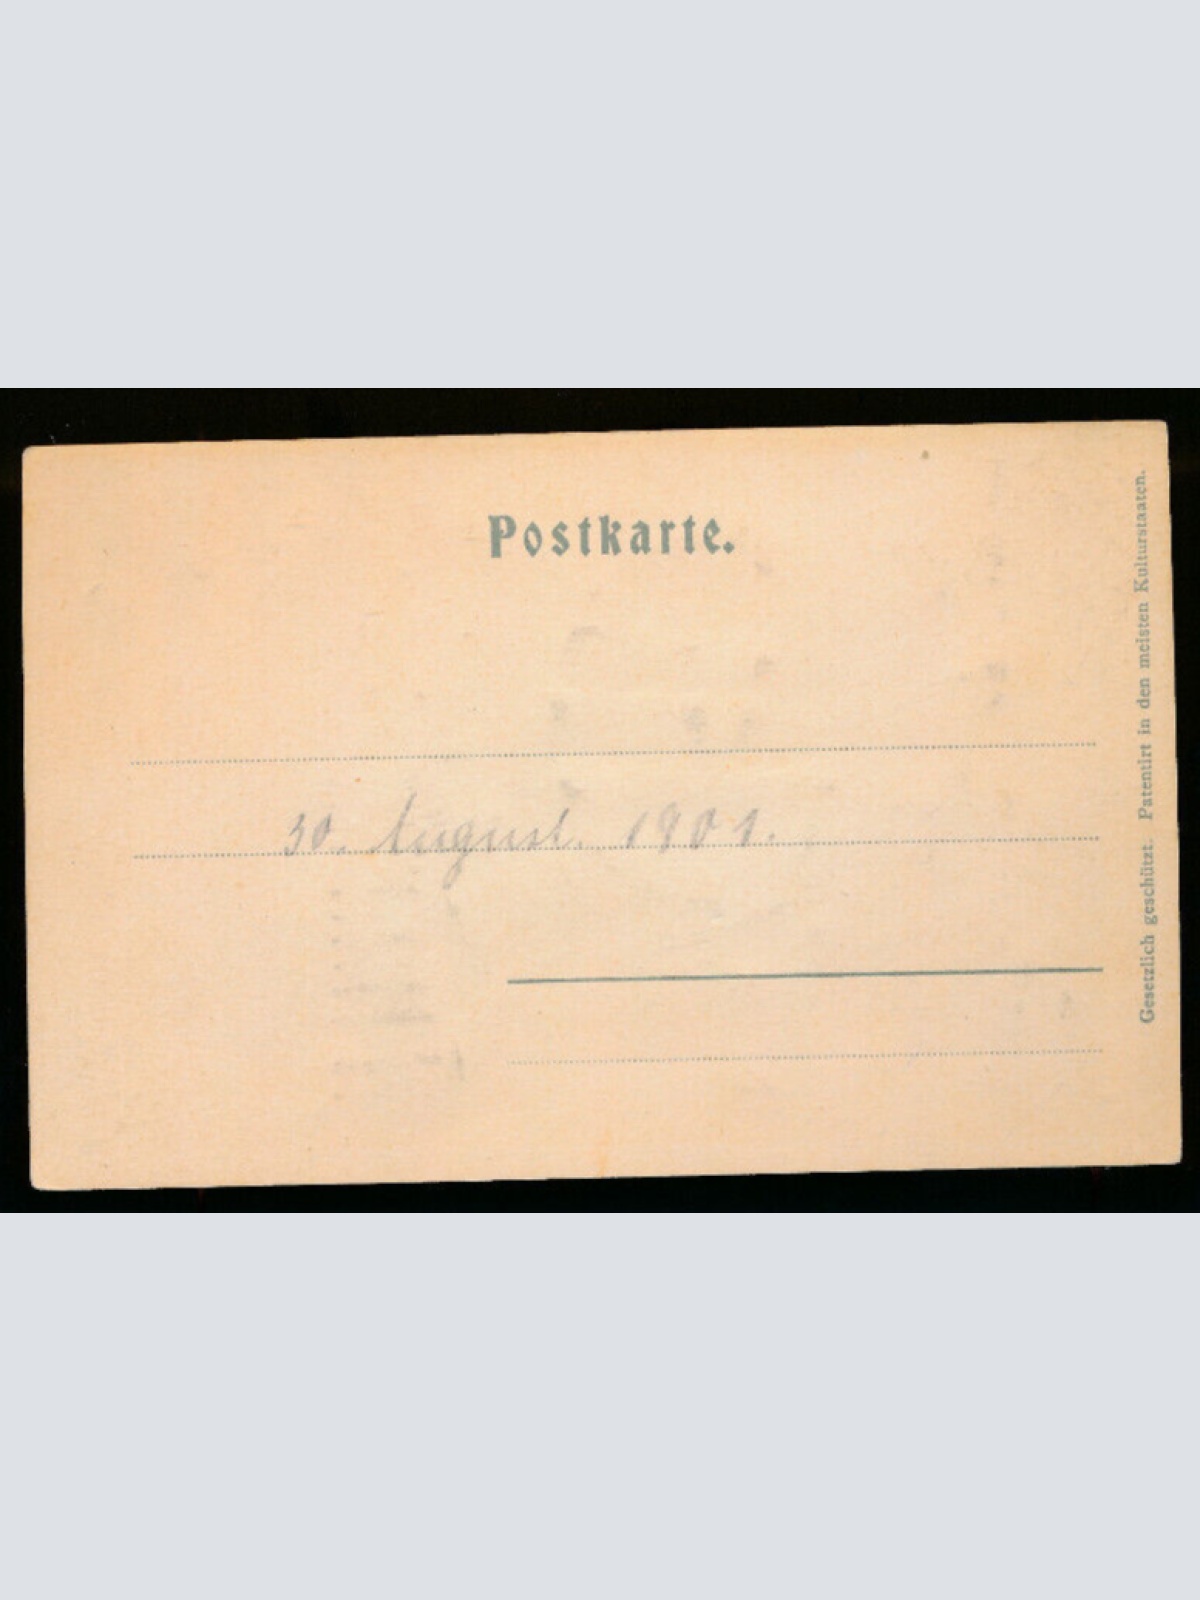 Postkarte.
30. August. 1901.
Gesetzlich geschützt. Patentirt in den meisten Kulturstaaten.